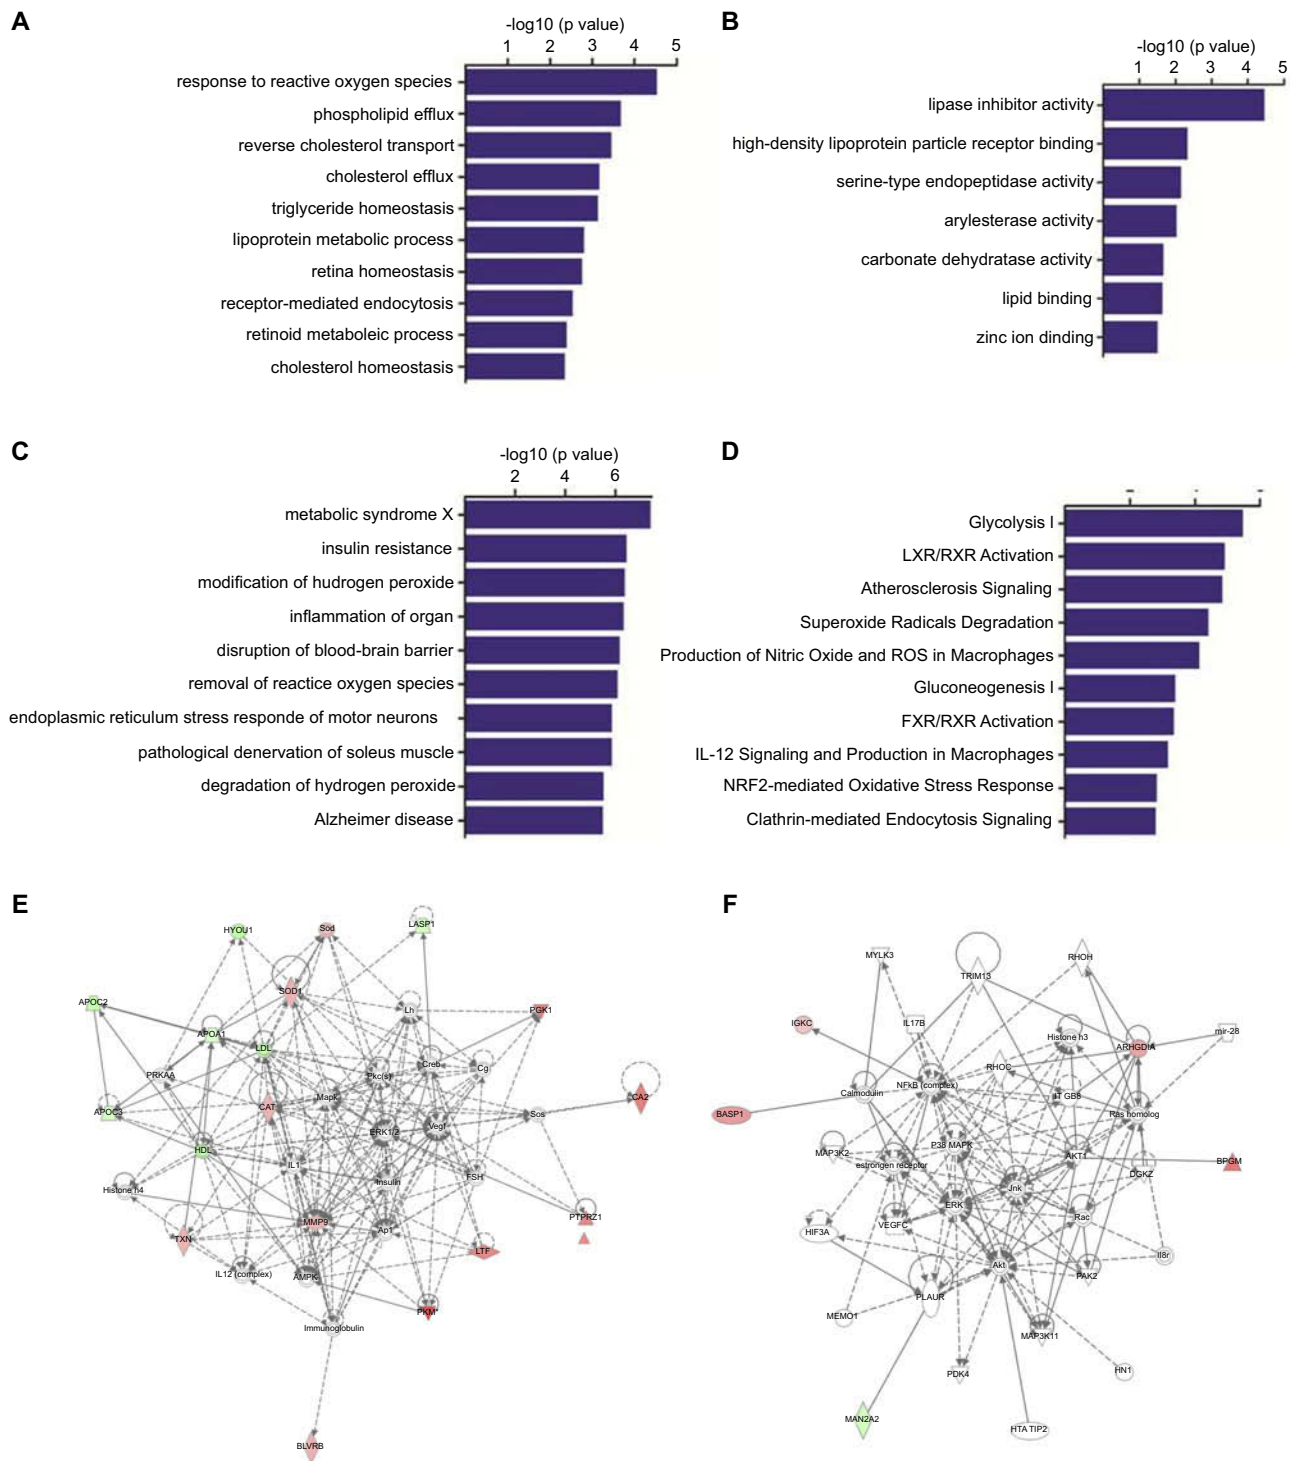 A
-log10 (p value)
1 2 3 4 5
response to reactive oxygen species
phospholipid efflux
reverse cholesterol transport
cholesterol efflux
triglyceride homeostasis
lipoprotein metabolic process
retina homeostasis
receptor-mediated endocytosis
retinoid metaboleic process
cholesterol homeostasis
B
-log10 (p value)
1 2 3 4 5
lipase inhibitor activity
high-density lipoprotein particle receptor binding
serine-type endopeptidase activity
arylesterase activity
carbonate dehydratase activity
lipid binding
zinc ion dinding
C
-log10 (p value)
2 4 6
metabolic syndrome X
insulin resistance
modification of hudrogen peroxide
inflammation of organ
disruption of blood-brain barrier
removal of reactice oxygen species
endoplasmic reticulum stress responde of motor neurons
pathological denervation of soleus muscle
degradation of hydrogen peroxide
Alzheimer disease
D
Glycolysis I
LXR/RXR Activation
Atherosclerosis Signaling
Superoxide Radicals Degradation
Production of Nitric Oxide and ROS in Macrophages
Gluconeogenesis I
FXR/RXR Activation
IL-12 Signaling and Production in Macrophages
NRF2-mediated Oxidative Stress Response
Clathrin-mediated Endocytosis Signaling
E
HYOU1
Sod
LASP1
SOD1
APOC2
Lh
PGK1
APOA1
LDL
Creb
Cg
PRKAA
Pkc(s)
Mapk
CA2
CAT
APOC3
Sos
Vegf
ERK1/2
HDL
IL1
FSH
Insulin
Histone h4
MMP9
PTPRZ1
Ap1
TXN
LTF
IL12 (complex)
AMPK
PKM*
Immunoglobulin
BLVRB
F
MYLK3
RHOH
TRIM13
IGKC
IL17B
mir-28
Histone h3
ARHGDIA
RHOC
NFkB (complex)
Calmodulin
IT GB8
BASP1
Ras homolog
P38 MAPK
MAP3K2
AKT1
BPGM
estrongen receptor
DGKZ
Jnk
ERK
Rac
VEGFC
HIF3A
Il8r
Akt
PAK2
PLAUR
MEMO1
MAP3K11
HN1
PDK4
MAN2A2
HTA TIP2